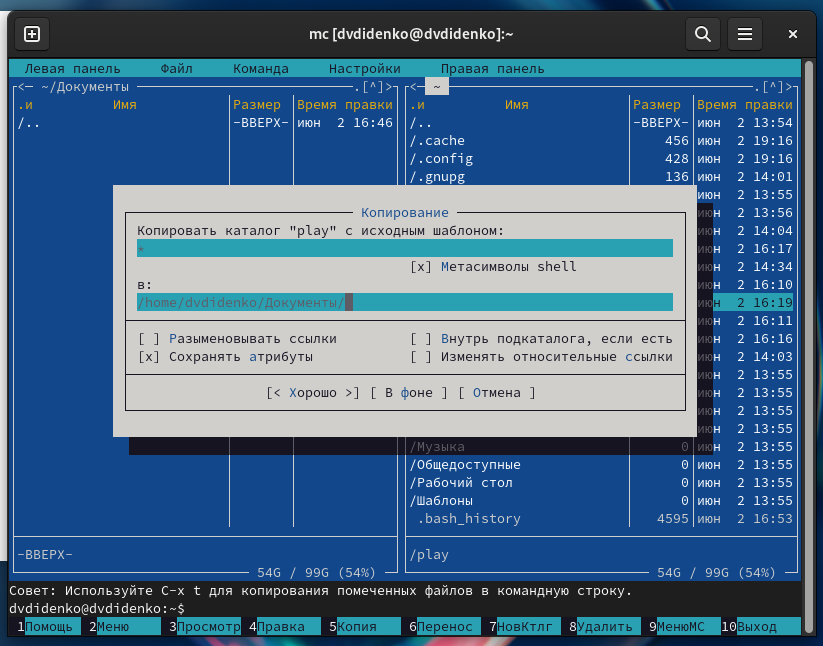 mc [dvdidenko@dvdidenko]:~
Левая панель Файл Команда Настройки Правая панель
<─ ~/Документы .[^]> <─ ~ .[^]>
.и Имя Размер Время правки .и Имя Размер Время правки
/.. -ВВЕРХ- июн 2 16:46 /.. -ВВЕРХ- июн 2 13:54
/.cache 456 июн 2 19:16
/.config 428 июн 2 19:16
/.gnupg 136 июн 2 14:01
июн 2 13:55
Копирование июн 2 13:56
Копировать каталог "play" с исходным шаблоном: июн 2 14:04
* июн 2 16:17
[x] Метасимволы shell июн 2 14:34
в: июн 2 16:10
/home/dvdidenko/Документы/ июн 2 16:19
июн 2 16:11
[ ] Разыменовывать ссылки [ ] Внутрь подкаталога, если есть июн 2 16:16
[x] Сохранять атрибуты [ ] Изменять относительные ссылки июн 2 14:03
июн 2 13:55
[< Хорошо >] [ В фоне ] [ Отмена ] июн 2 13:55
июн 2 13:55
июн 2 13:55
/Музыка 0 июн 2 13:55
/Общедоступные 0 июн 2 13:55
/Рабочий стол 0 июн 2 13:55
/Шаблоны 0 июн 2 13:55
.bash_history 4595 июн 2 16:53
-ВВЕРХ- /play
54G / 99G (54%) 54G / 99G (54%)
Совет: Используйте C-x t для копирования помеченных файлов в командную строку.
dvdidenko@dvdidenko:~$
1Помощь 2Меню 3Просмотр 4Правка 5Копия 6Перенос 7НовКтлг 8Удалить 9МенюMC 10Выход